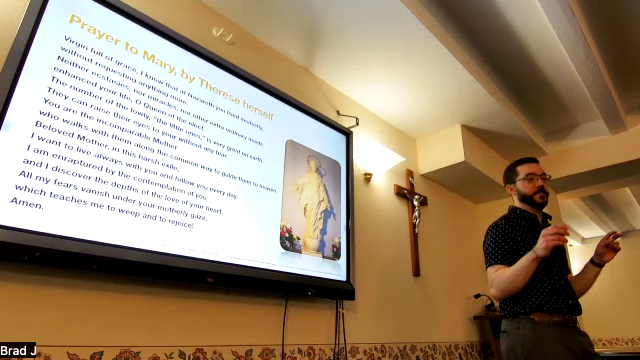 Prayer to Mary, by Therese herself
Virgin full of grace, I know that at Nazareth you lived modestly,
without requesting anything more.
Neither ecstasies, nor miracles, nor other extraordinary deeds
enhanced your life, O Queen of the elect.
The number of the lowly, "the little ones," is very great on earth.
They can raise their eyes to you without any fear.
You are the incomparable Mother
who walks with them along the common way to guide them to heaven.
Beloved Mother, in this harsh exile,
I want to live always with you and follow you every day.
I am enraptured by the contemplation of you
and I discover the depths of the love of your heart.
All my fears vanish under your motherly gaze,
which teaches me to weep and to rejoice!
Amen.
Brad J